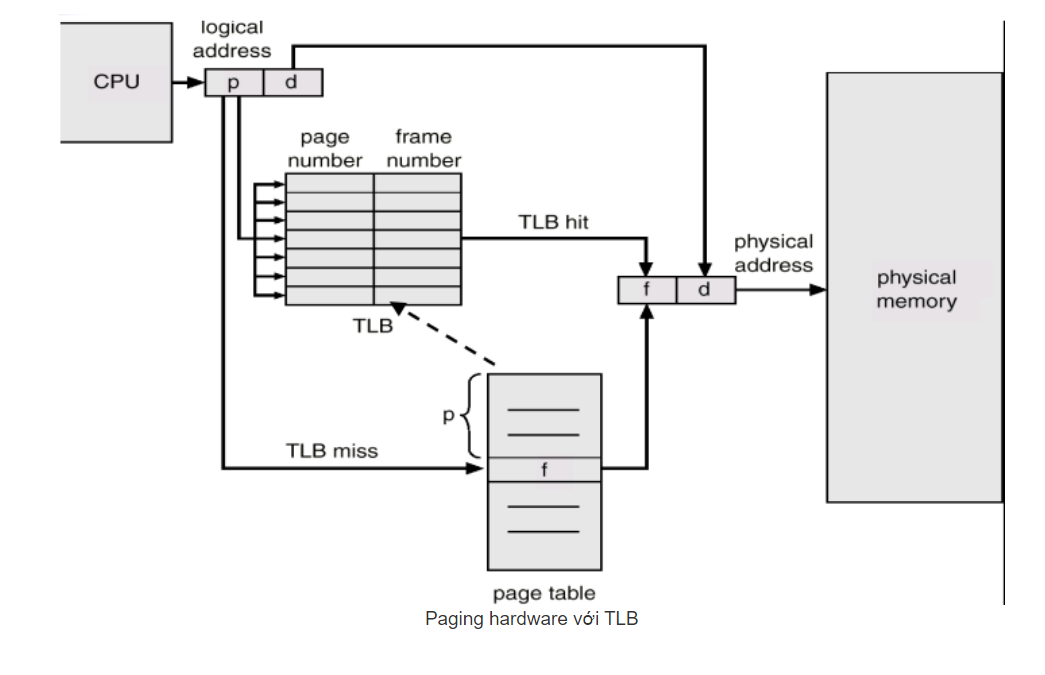 logical
address
CPU
p
d
page
number
frame
number
TLB hit
physical
address
f
d
physical
memory
TLB
p
TLB miss
f
page table
Paging hardware với TLB